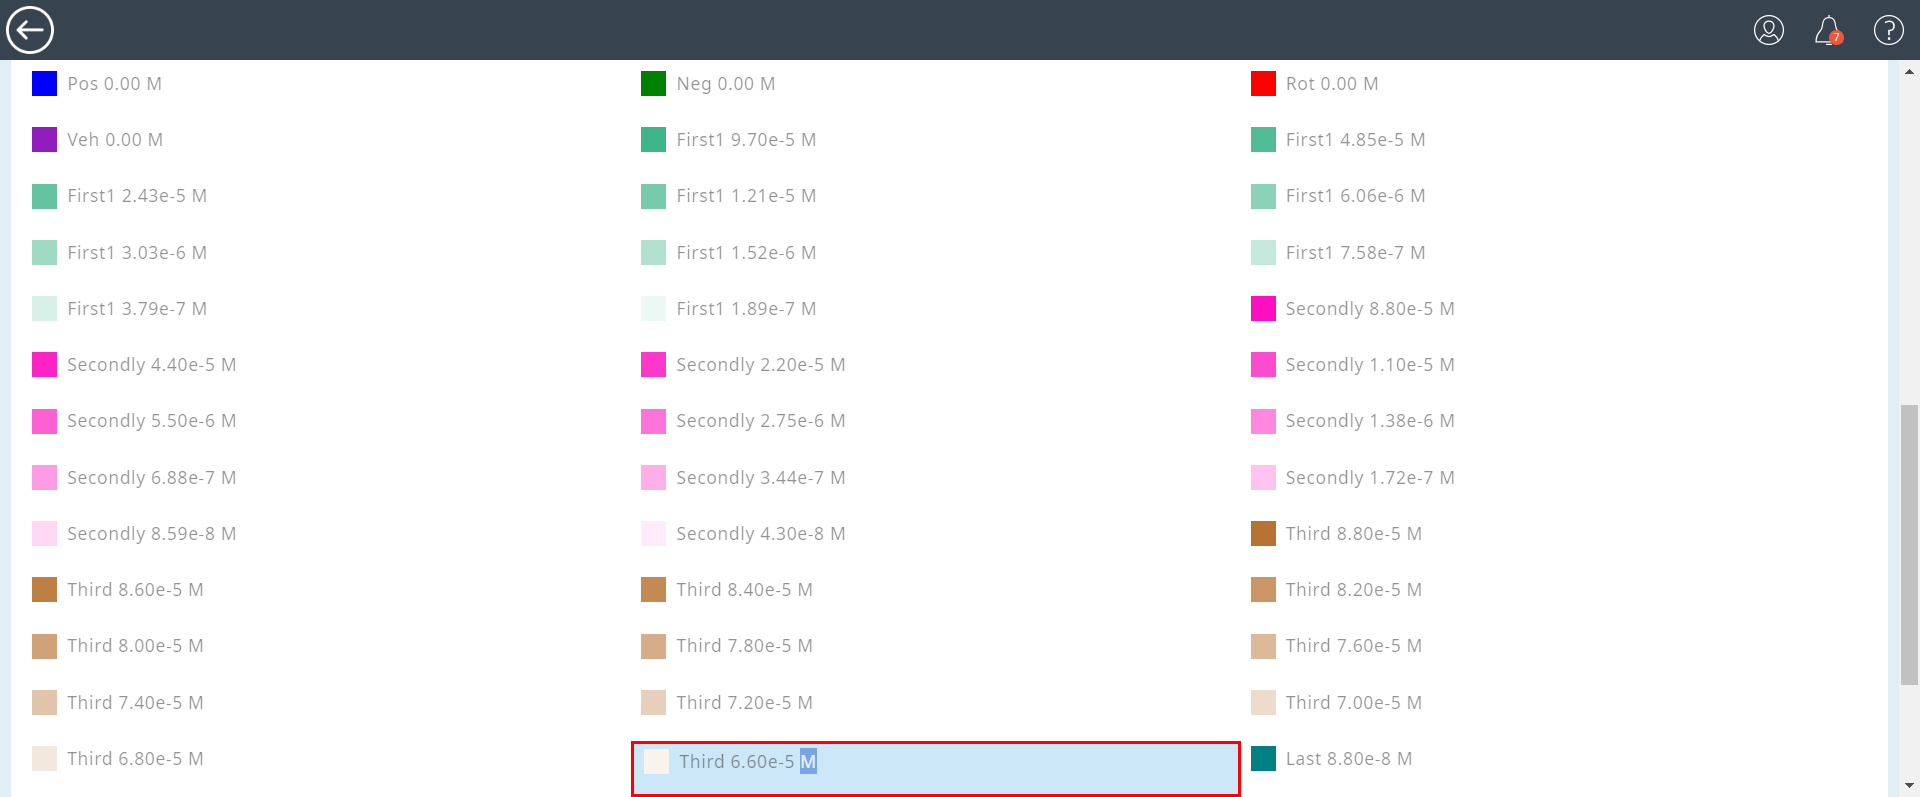 7
?
Pos 0.00 M
Neg 0.00 M
Rot 0.00 M
Veh 0.00 M
First1 9.70e-5 M
First1 4.85e-5 M
First1 2.43e-5 M
First1 1.21e-5 M
First1 6.06e-6 M
First1 3.03e-6 M
First1 1.52e-6 M
First1 7.58e-7 M
First1 3.79e-7 M
First1 1.89e-7 M
Secondly 8.80e-5 M
Secondly 4.40e-5 M
Secondly 2.20e-5 M
Secondly 1.10e-5 M
Secondly 5.50e-6 M
Secondly 2.75e-6 M
Secondly 1.38e-6 M
Secondly 6.88e-7 M
Secondly 3.44e-7 M
Secondly 1.72e-7 M
Secondly 8.59e-8 M
Secondly 4.30e-8 M
Third 8.80e-5 M
Third 8.60e-5 M
Third 8.40e-5 M
Third 8.20e-5 M
Third 8.00e-5 M
Third 7.80e-5 M
Third 7.60e-5 M
Third 7.40e-5 M
Third 7.20e-5 M
Third 7.00e-5 M
Third 6.80e-5 M
Third 6.60e-5 M
Last 8.80e-8 M